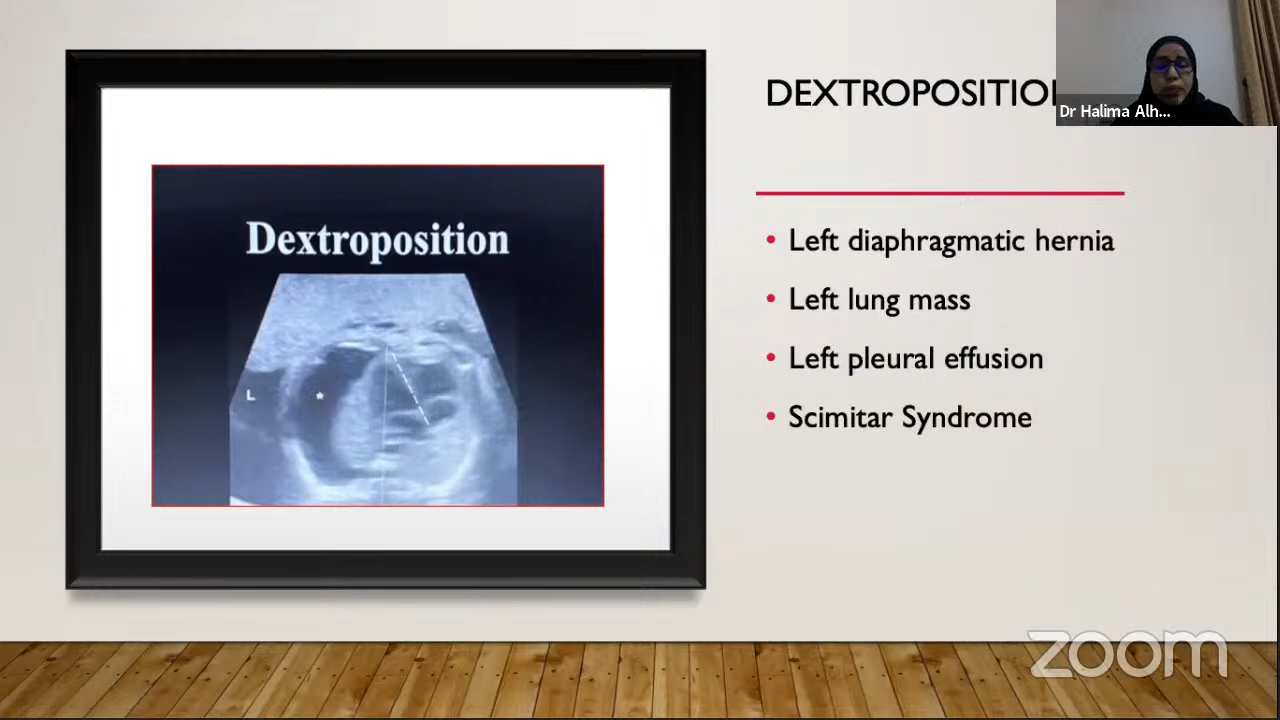 DEXTROPOSITIO
Dr Halima Alh...
Dextroposition
L
*
• Left diaphragmatic hernia
• Left lung mass
• Left pleural effusion
• Scimitar Syndrome
zoom